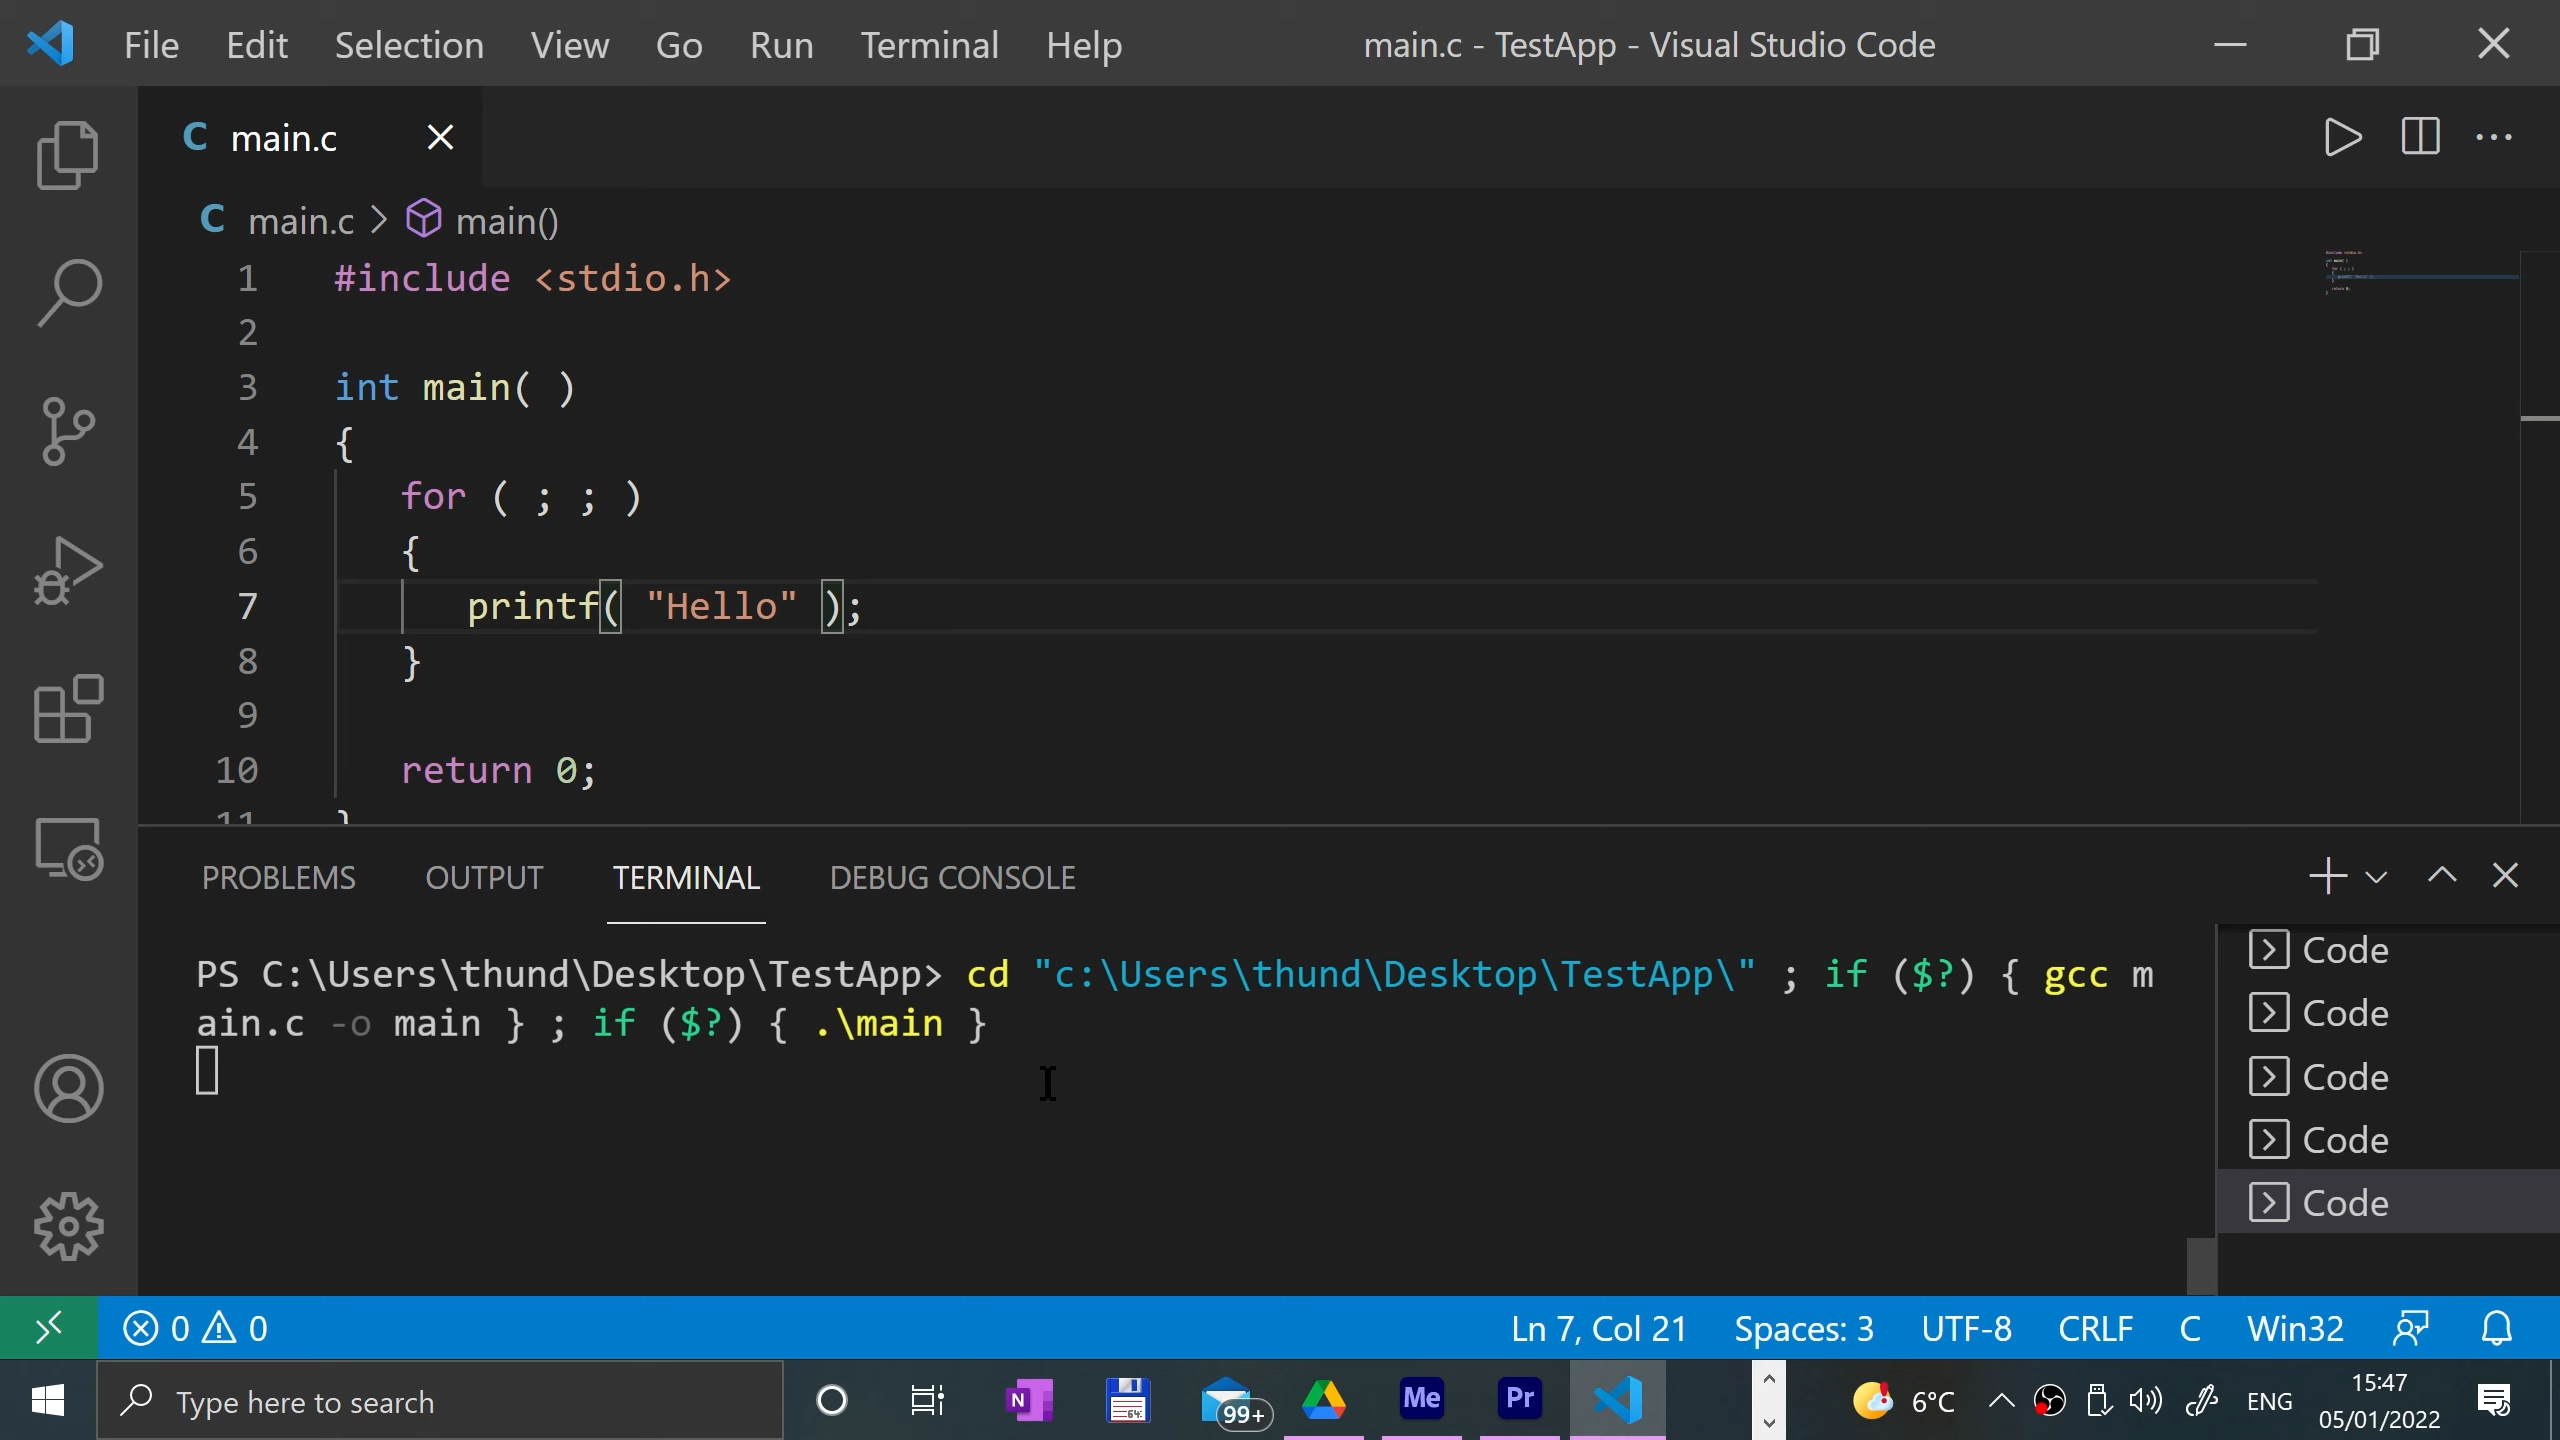 File Edit Selection View Go Run Terminal Help main.c - TestApp - Visual Studio Code
C main.c
C main.c > main()
1 #include <stdio.h>
2
3 int main( )
4 {
5 for ( ; ; )
6 {
7 printf( "Hello" );
8 }
9
10 return 0;
11 }
PROBLEMS OUTPUT TERMINAL DEBUG CONSOLE
PS C:\Users\thund\Desktop\TestApp> cd "c:\Users\thund\Desktop\TestApp\" ; if ($?) { gcc m
ain.c -o main } ; if ($?) { .\main }
Code
Code
Code
Code
Code
0 0 Ln 7, Col 21 Spaces: 3 UTF-8 CRLF C Win32
Type here to search N 64 99+ Me Pr 6°C ENG 15:47
05/01/2022